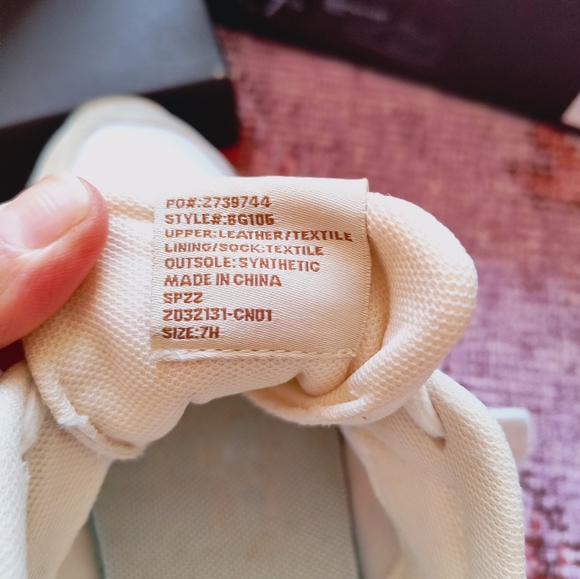 PO#:2739744
STYLE#:BG106
UPPER:LEATHER/TEXTILE
LINING/SOCK:TEXTILE
OUTSOLE:SYNTHETIC
MADE IN CHINA
SP22
2032131-CN01
SIZE:7H